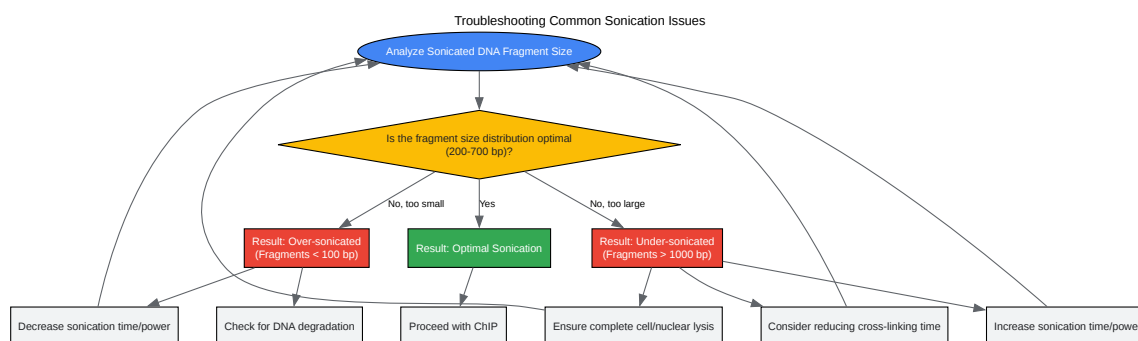 Troubleshooting Common Sonication Issues
Analyze Sonicated DNA Fragment Size
Is the fragment size distribution optimal
(200-700 bp)?
No, too small
Yes
No, too large
Result: Over-sonicated
(Fragments < 100 bp)
Result: Optimal Sonication
Result: Under-sonicated
(Fragments > 1000 bp)
Decrease sonication time/power
Check for DNA degradation
Proceed with ChIP
Ensure complete cell/nuclear lysis
Consider reducing cross-linking time
Increase sonication time/power